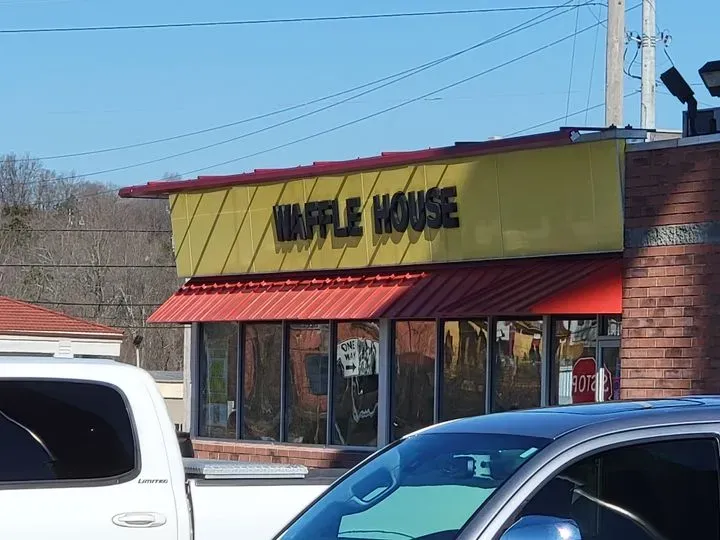 WAFFLE HOUSE
ONE
WAY
STOP
LIMITED